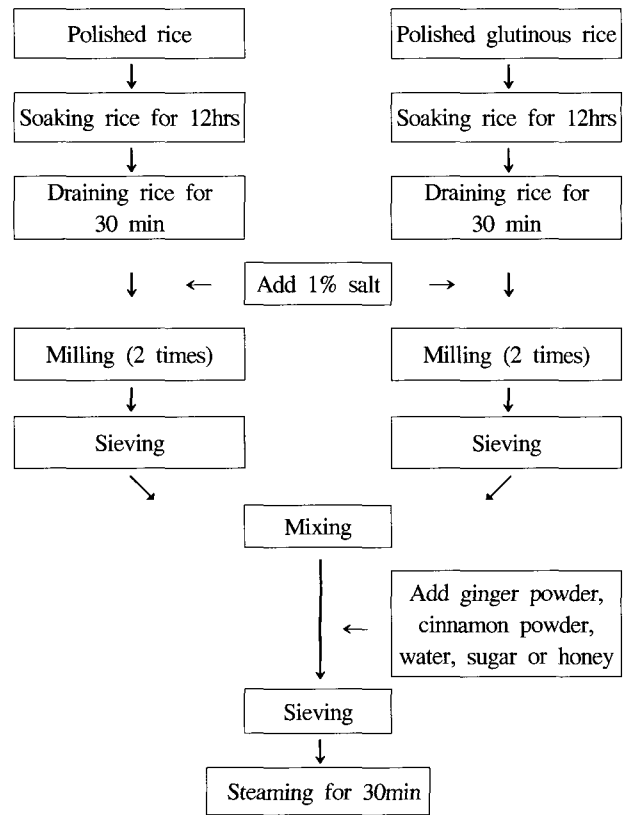 Polished rice
Polished glutinous rice
Soaking rice for 12hrs
Soaking rice for 12hrs
Draining rice for
30 min
Draining rice for
30 min
Add 1% salt
Milling (2 times)
Milling (2 times)
Sieving
Sieving
Mixing
Add ginger powder,
cinnamon powder,
water, sugar or honey
Sieving
Steaming for 30min